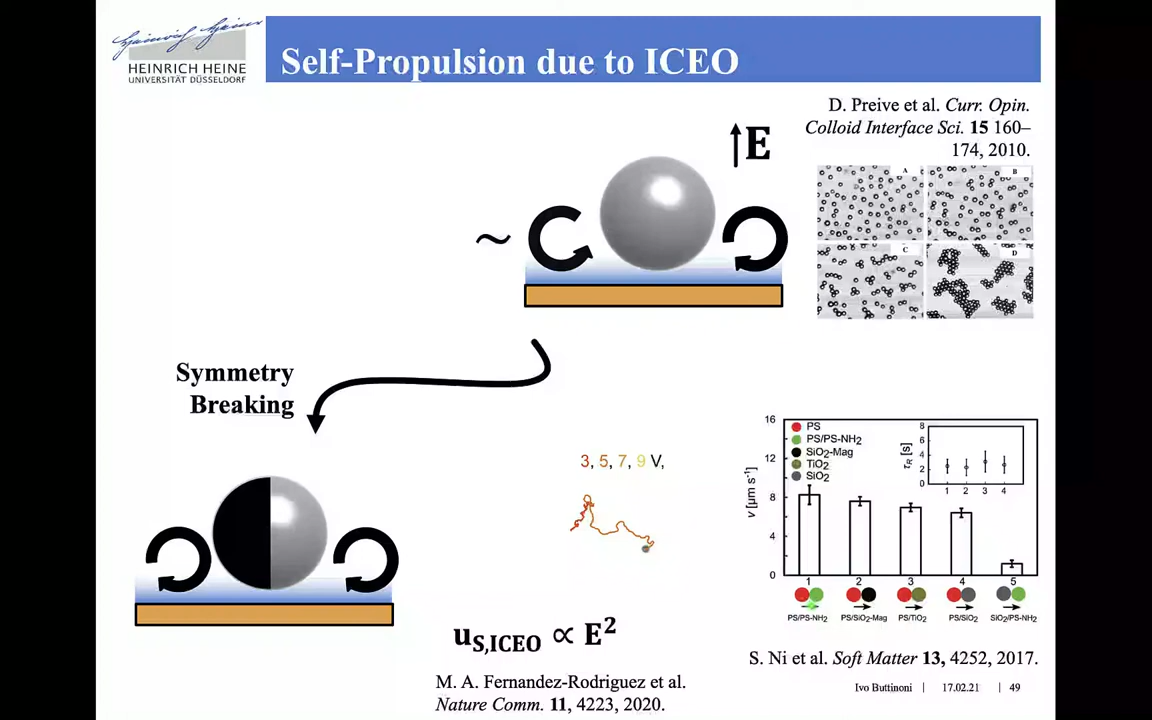 Heinrich Heine
HEINRICH HEINE
UNIVERSITÄT DÜSSELDORF
Self-Propulsion due to ICEO
D. Preive et al. Curr. Opin.
Colloid Interface Sci. 15 160–
174, 2010.
E
A
B
C
D
~
Symmetry
Breaking
3, 5, 7, 9 V,
16
12
8
4
0
v [μm s⁻¹]
PS
PS/PS-NH₂
SiO₂-Mag
TiO₂
SiO₂
8
6
4
2
0
τ_R [s]
1 2 3 4
1 2 3 4 5
PS/PS-NH₂ PS/SiO₂-Mag PS/TiO₂ PS/SiO₂ SiO₂/PS-NH₂
u_S,ICEO ∝ E²
S. Ni et al. Soft Matter 13, 4252, 2017.
M. A. Fernandez-Rodriguez et al.
Nature Comm. 11, 4223, 2020.
Ivo Buttinoni | 17.02.21 | 49